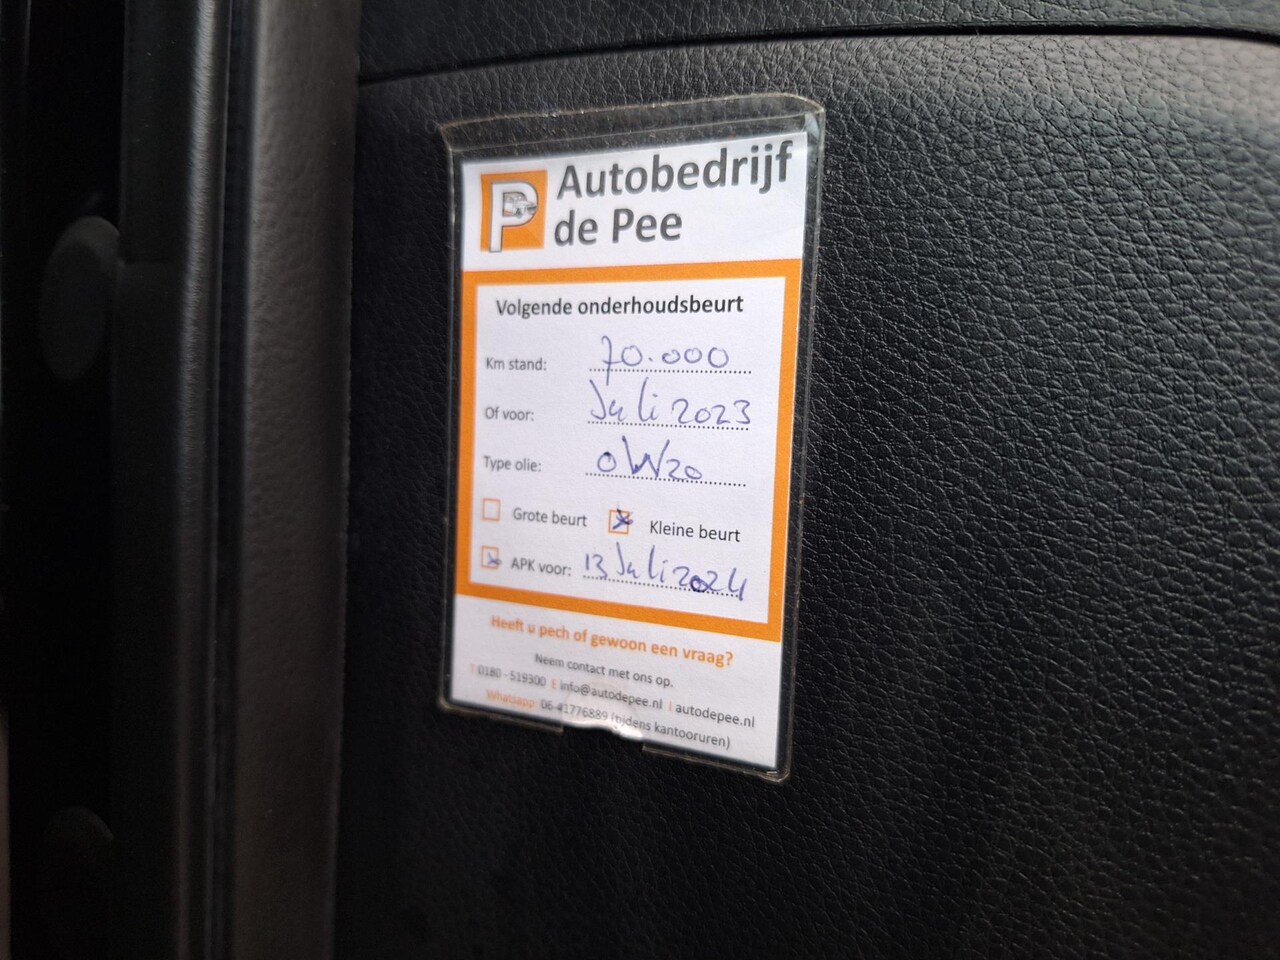 P Autobedrijf
de Pee
Volgende onderhoudsbeurt
Km stand: 70.000
Of voor: Juli 2023
Type olie: 0W20
Grote beurt Kleine beurt
APK voor: 13 Juli 2024
Heeft u pech of gewoon een vraag?
Neem contact met ons op.
T 0180 - 519300 E info@autodepee.nl I autodepee.nl
Whatsapp: 06-41776889 (tijdens kantooruren)